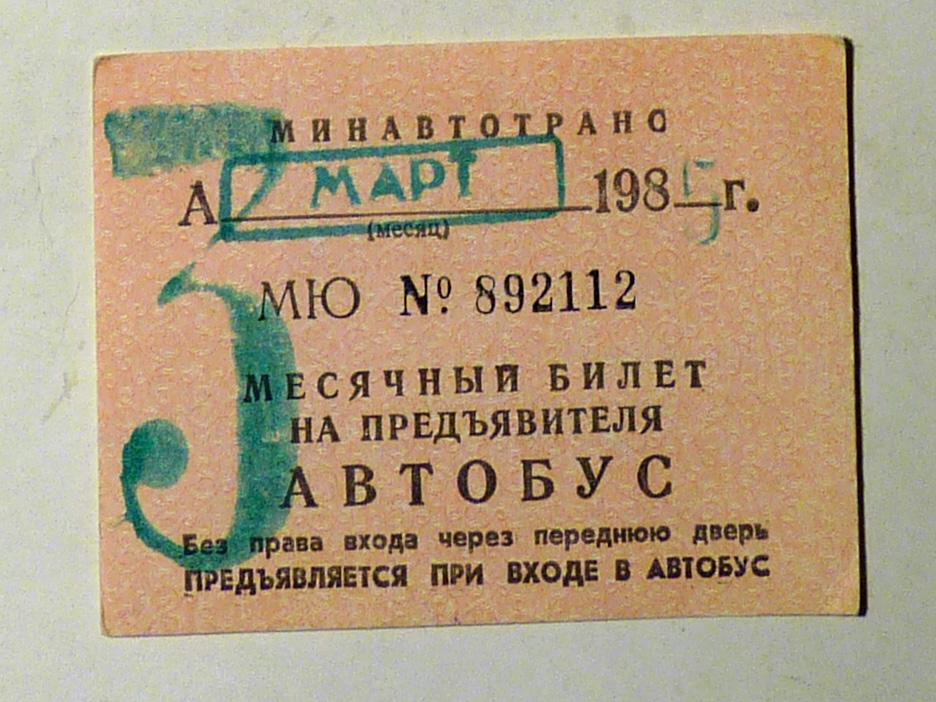 МИНАВТОТРАНС
А МАРТ 1985 г.
(месяц)
3
МЮ № 892112
МЕСЯЧНЫЙ БИЛЕТ
НА ПРЕДЪЯВИТЕЛЯ
АВТОБУС
Без права входа через переднюю дверь
ПРЕДЪЯВЛЯЕТСЯ ПРИ ВХОДЕ В АВТОБУС